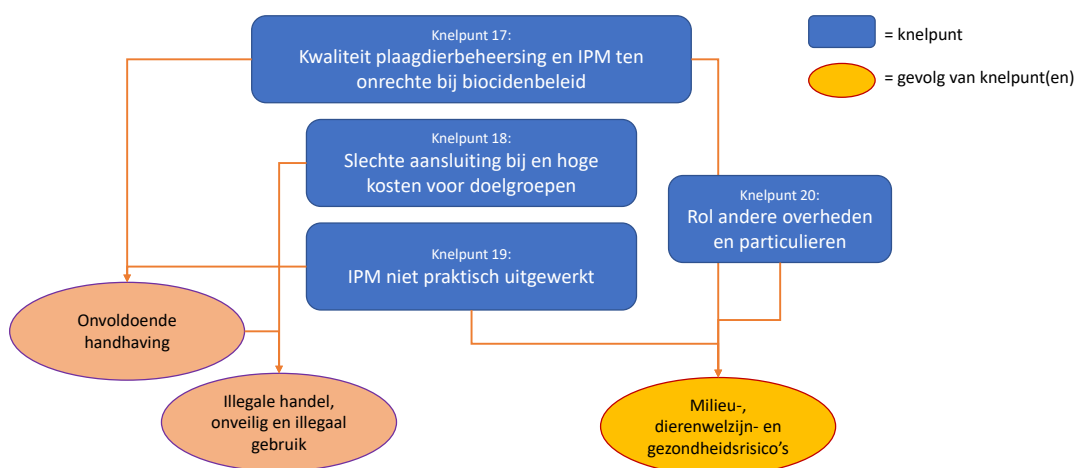 Knelpunt 17:
Kwaliteit plaagdierbeheersing en IPM ten
onrechte bij biocidenbeleid
= knelpunt
= gevolg van knelpunt(en)
Knelpunt 18:
Slechte aansluiting bij en hoge
kosten voor doelgroepen
Knelpunt 20:
Rol andere overheden
en particulieren
Knelpunt 19:
IPM niet praktisch uitgewerkt
Onvoldoende
handhaving
Illegale handel,
onveilig en illegaal
gebruik
Milieu-,
dierenwelzijn- en
gezondheidsrisico’s